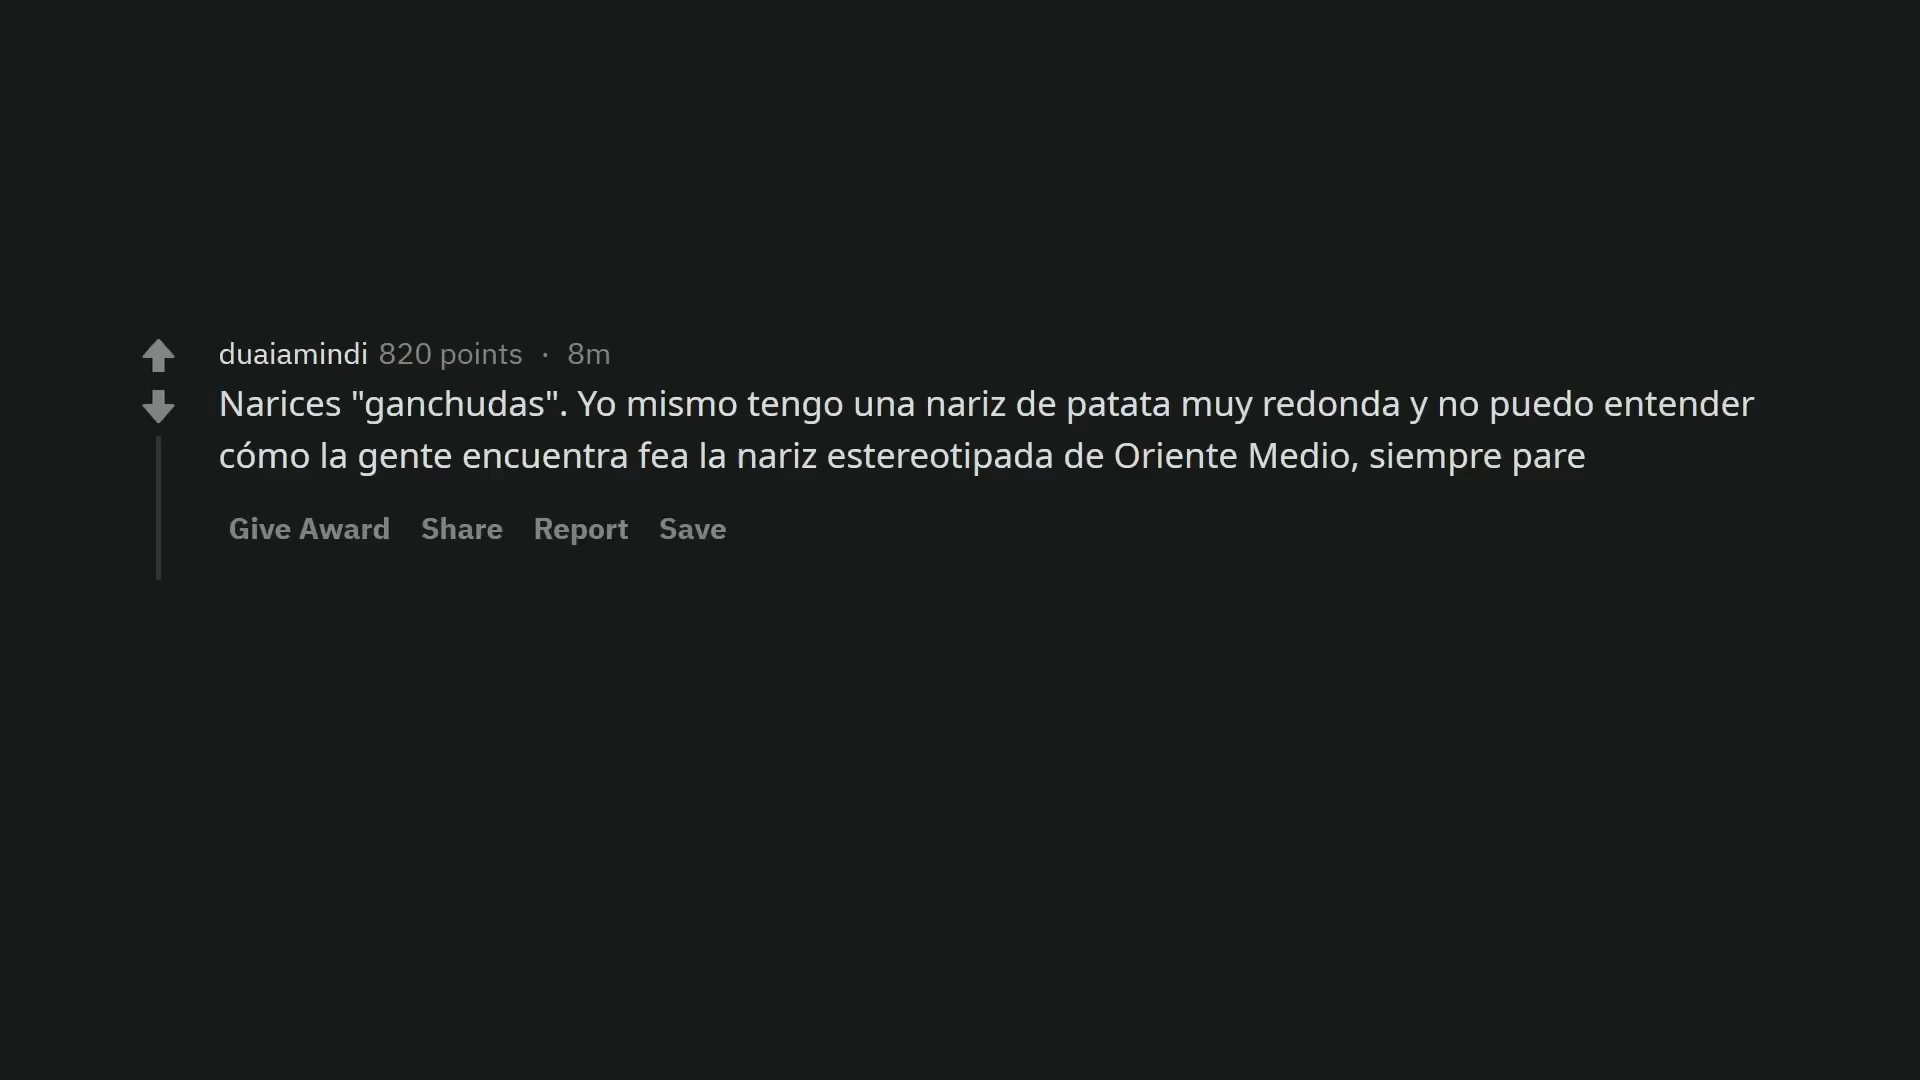 duaiamindi 820 points · 8m
Narices "ganchudas". Yo mismo tengo una nariz de patata muy redonda y no puedo entender
cómo la gente encuentra fea la nariz estereotipada de Oriente Medio, siempre pare
Give Award Share Report Save